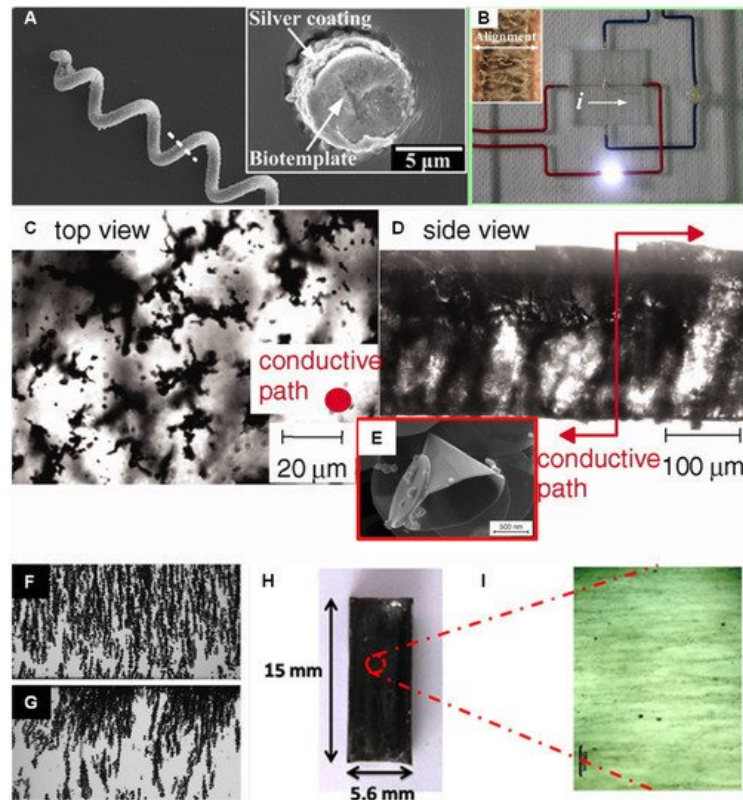 A
Silver coating
Biotemplate
5 µm
B
Alignment
i
C top view
conductive
path
20 µm
D side view
conductive
path
100 µm
E
500 nm
F
G
H
15 mm
5.6 mm
I